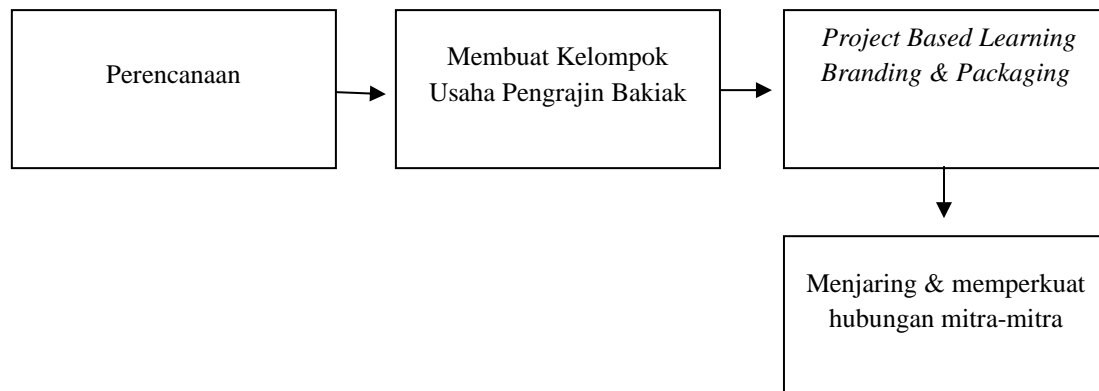 Perencanaan
Membuat Kelompok
Usaha Pengrajin Bakiak
Project Based Learning
Branding & Packaging
Menjaring & memperkuat
hubungan mitra-mitra